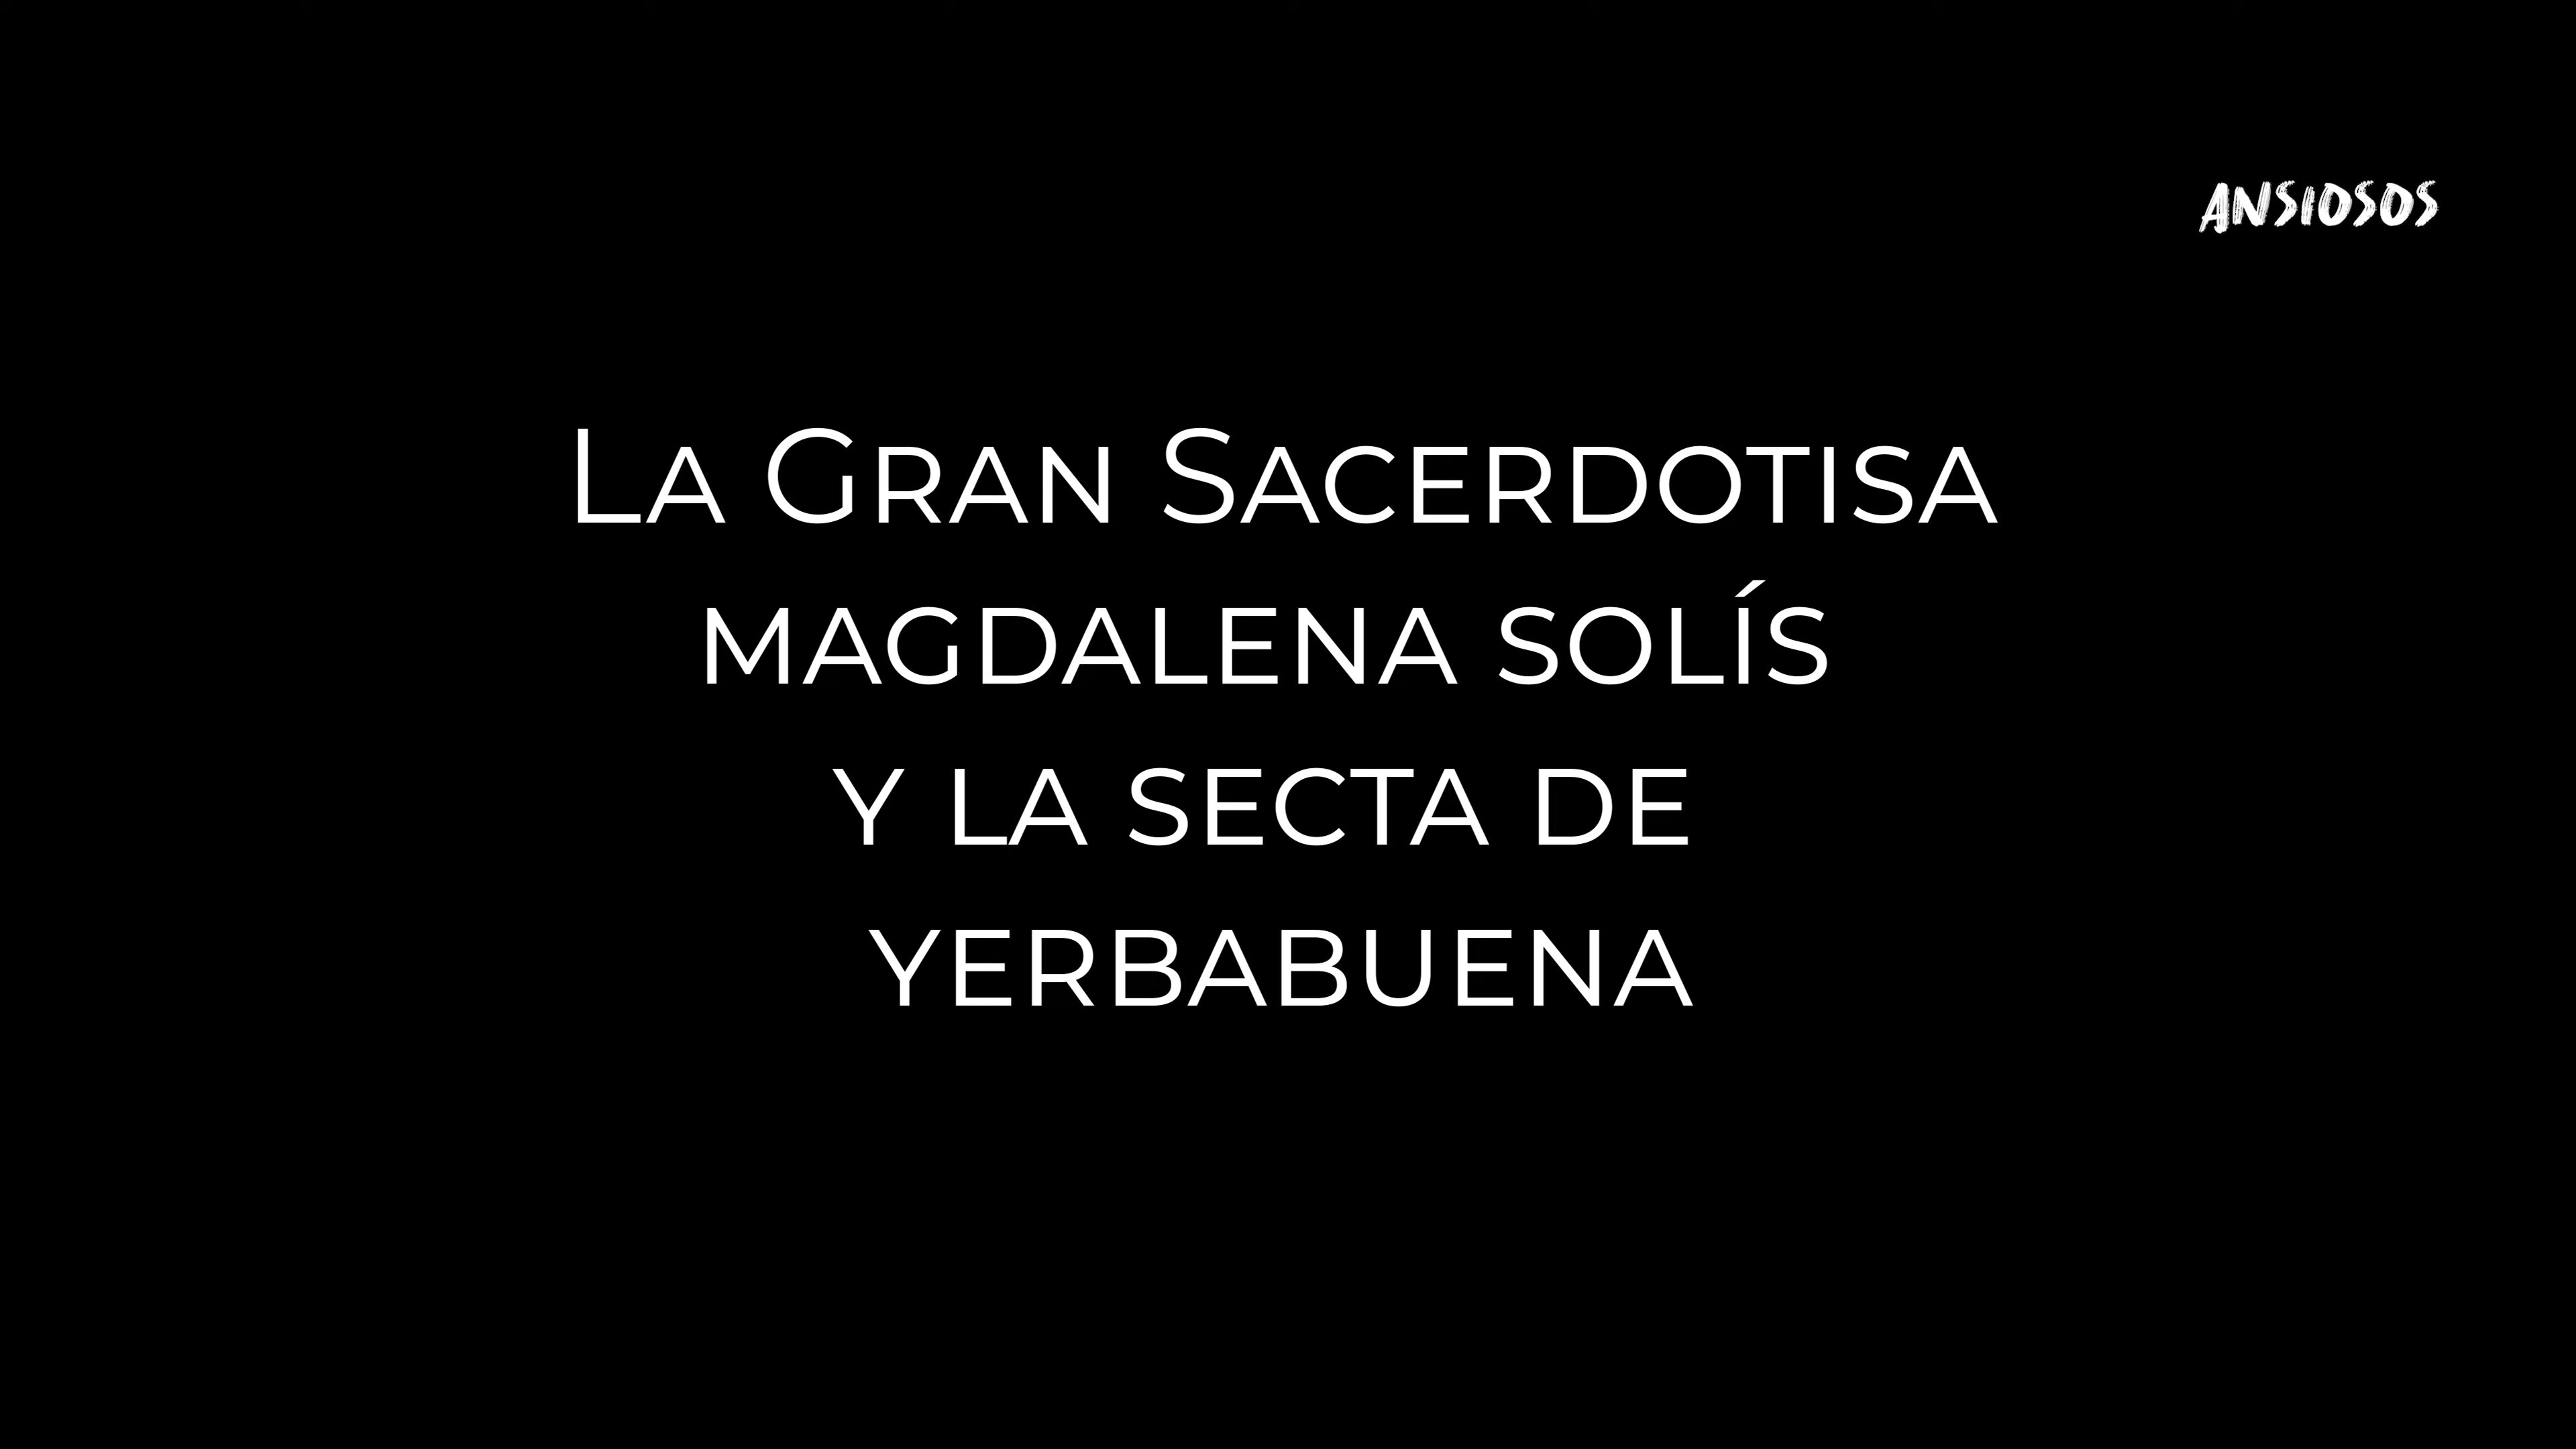 ANSIOSOS
La Gran Sacerdotisa
magdalena solís
y la secta de
yerbabuena